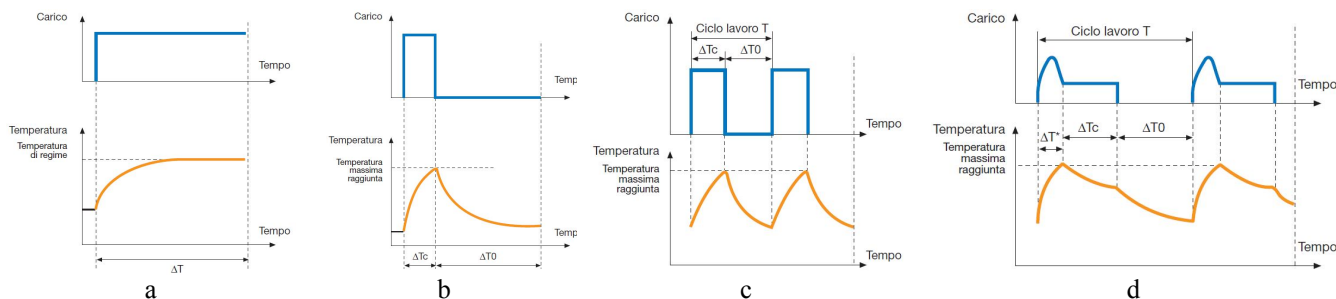 Carico
Tempo
Temperatura
Temperatura
di regime
Tempo
ΔT
a
Carico
Temp
Temperatura
Temperatura
massima
raggiunta
Temp
ΔTc
ΔT0
b
Carico
Ciclo lavoro T
ΔTc
ΔT0
Tempo
Temperatura
Temperatura
massima
raggiunta
Tempo
c
Carico
Ciclo lavoro T
Tempo
Temperatura
Temperatura
massima
raggiunta
ΔT*
ΔTc
ΔT0
Tempo
d